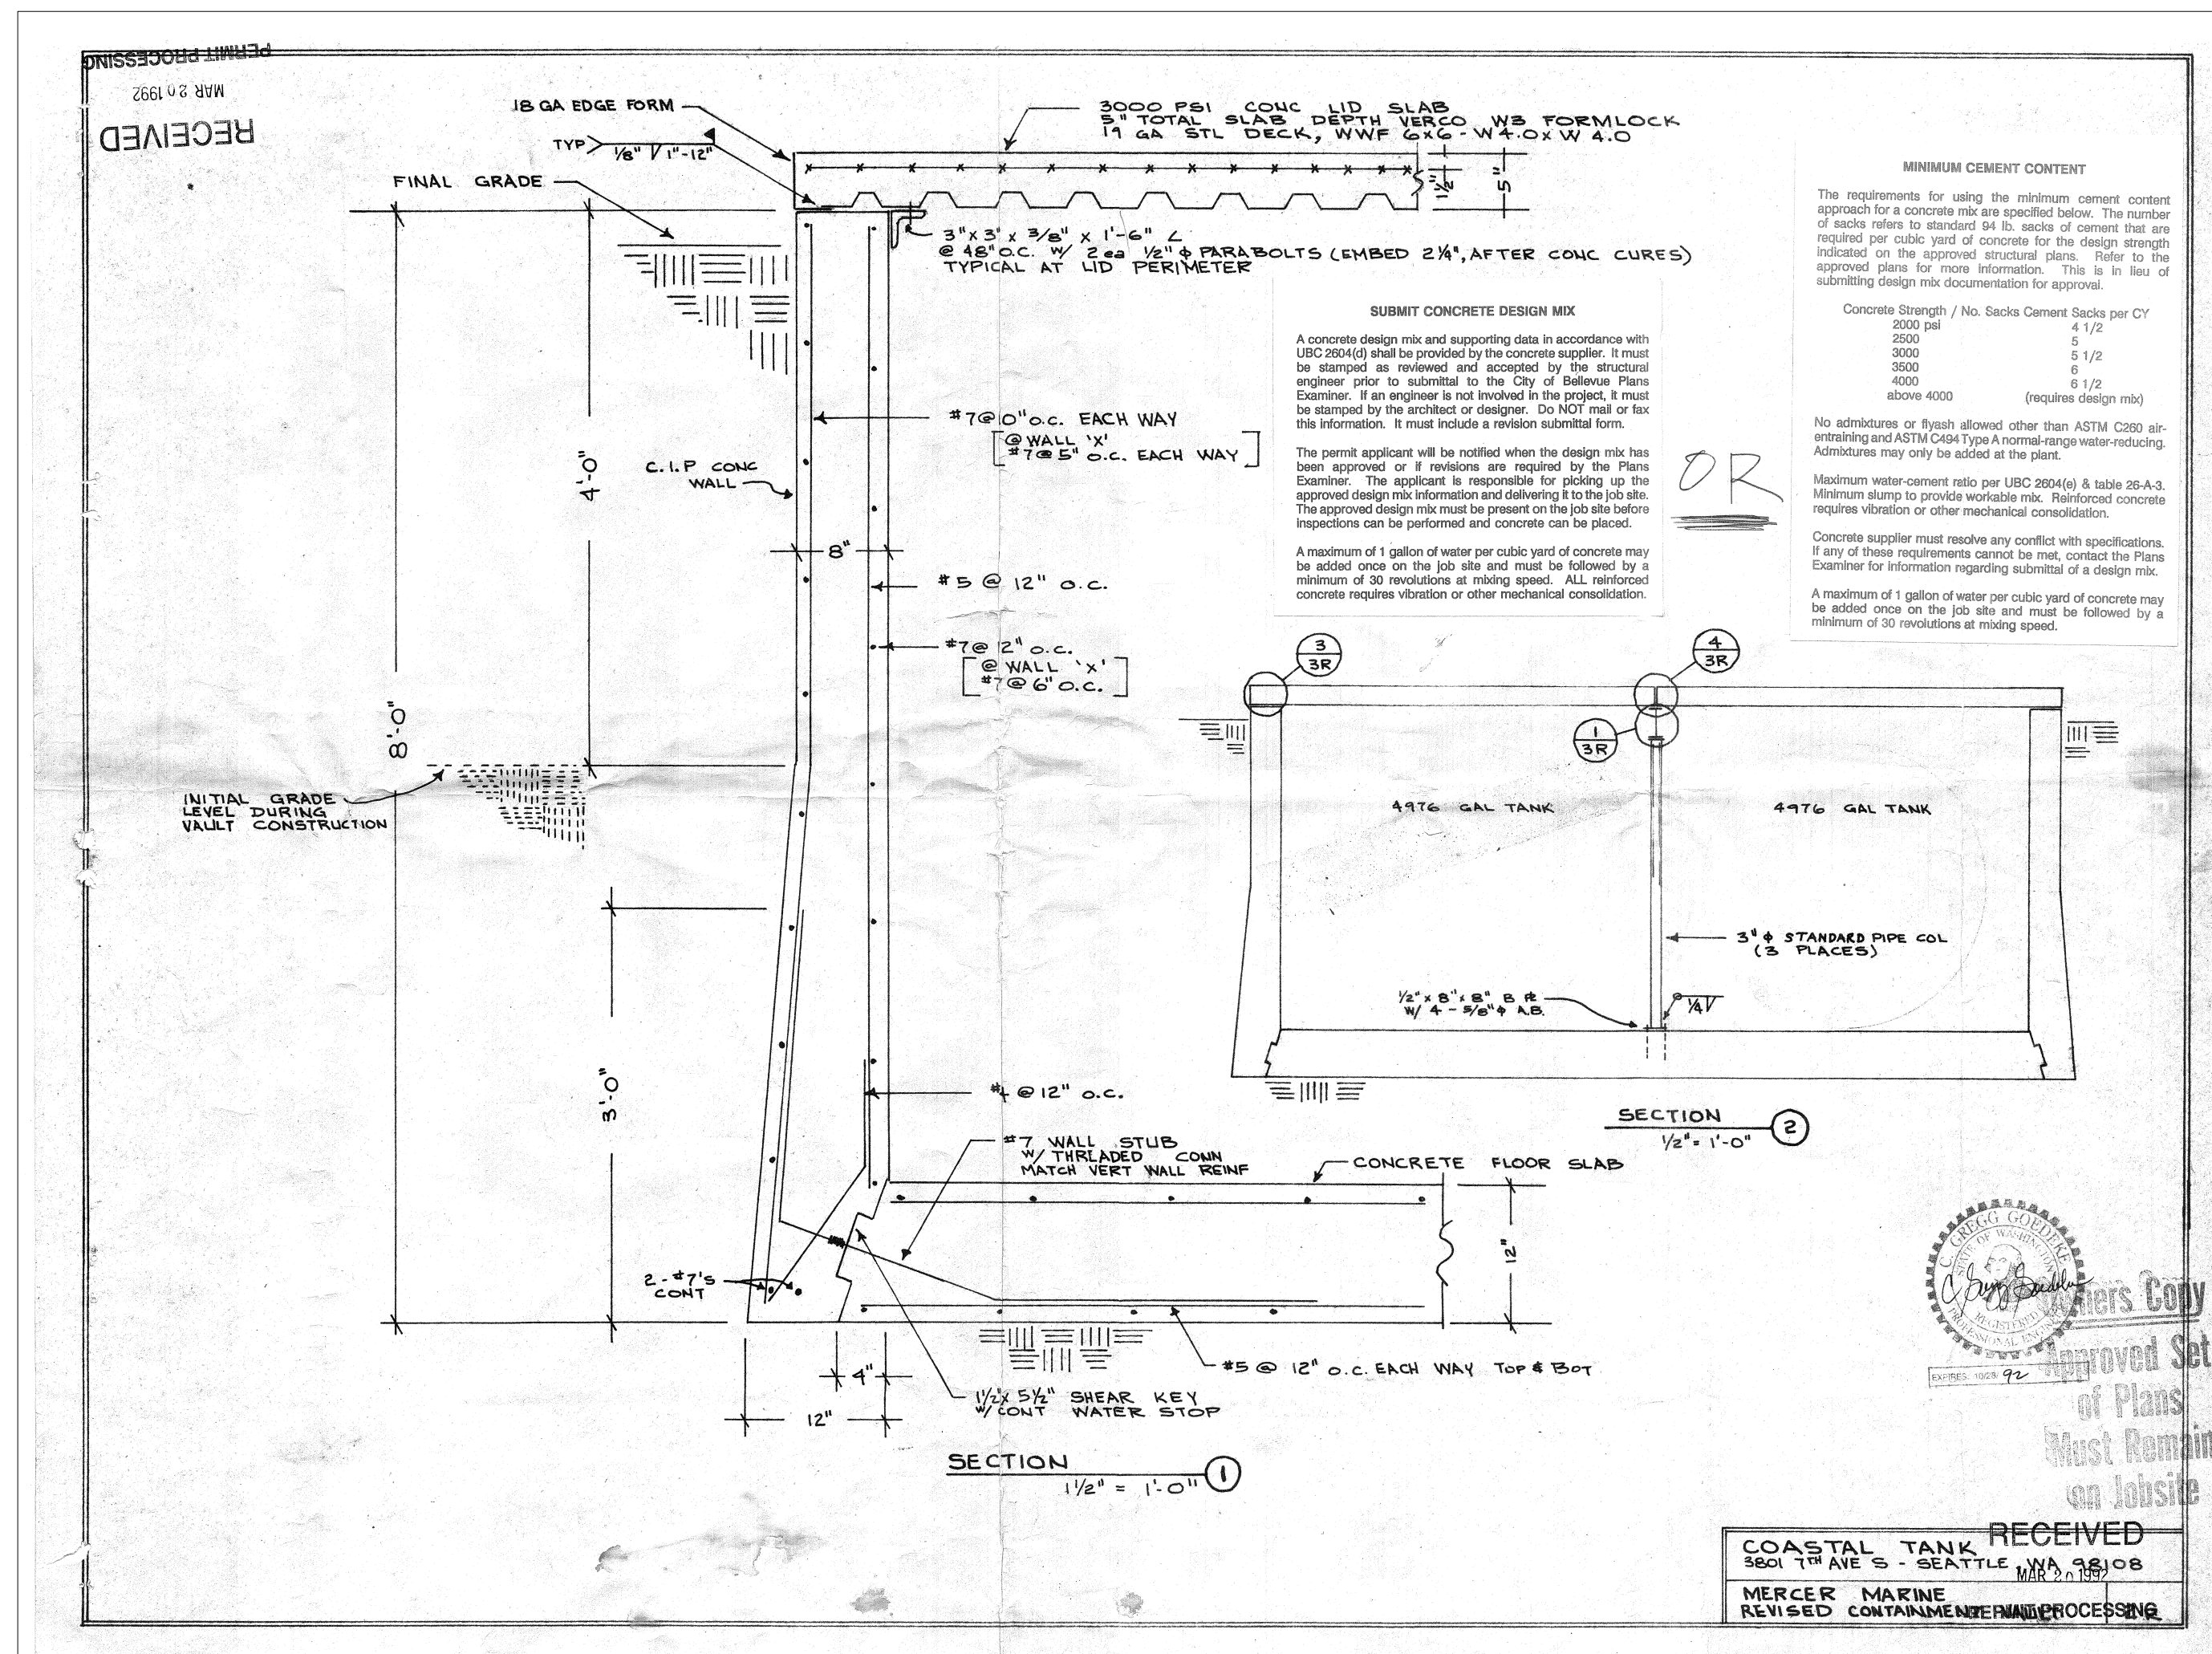 PERMIT PROCESSING
MAR 20 1992
RECEIVED
18 GA EDGE FORM
TYP 1/8" 1"-12"
FINAL GRADE
3000 PSI CONC LID SLAB
5" TOTAL SLAB DEPTH VERCO W3 FORMLOCK
19 GA STL DECK, WWF 6x6 - W4.0 x W 4.0
1 1/2"
5"
3" x 3" x 3/8" x 1'-6" L
@ 48" O.C. W/ 2 ea 1/2" ϕ PARABOLTS (EMBED 2 1/4", AFTER CONC CURES)
TYPICAL AT LID PERIMETER
MINIMUM CEMENT CONTENT
The requirements for using the minimum cement content
approach for a concrete mix are specified below. The number
of sacks refers to standard 94 lb. sacks of cement that are
required per cubic yard of concrete for the design strength
indicated on the approved structural plans. Refer to the
approved plans for more information. This is in lieu of
submitting design mix documentation for approval.
Concrete Strength / No. Sacks Cement Sacks per CY
2000 psi 4 1/2
2500 5
3000 5 1/2
3500 6
4000 6 1/2
above 4000 (requires design mix)
No admixtures or flyash allowed other than ASTM C260 air-
entraining and ASTM C494 Type A normal-range water-reducing.
Admixtures may only be added at the plant.
Maximum water-cement ratio per UBC 2604(e) & table 26-A-3.
Minimum slump to provide workable mix. Reinforced concrete
requires vibration or other mechanical consolidation.
Concrete supplier must resolve any conflict with specifications.
If any of these requirements cannot be met, contact the Plans
Examiner for information regarding submittal of a design mix.
A maximum of 1 gallon of water per cubic yard of concrete may
be added once on the job site and must be followed by a
minimum of 30 revolutions at mixing speed.
SUBMIT CONCRETE DESIGN MIX
A concrete design mix and supporting data in accordance with
UBC 2604(d) shall be provided by the concrete supplier. It must
be stamped as reviewed and accepted by the structural
engineer prior to submittal to the City of Bellevue Plans
Examiner. If an engineer is not involved in the project, it must
be stamped by the architect or designer. Do NOT mail or fax
this information. It must include a revision submittal form.
The permit applicant will be notified when the design mix has
been approved or if revisions are required by the Plans
Examiner. The applicant is responsible for picking up the
approved design mix information and delivering it to the job site.
The approved design mix must be present on the job site before
inspections can be performed and concrete can be placed.
A maximum of 1 gallon of water per cubic yard of concrete may
be added once on the job site and must be followed by a
minimum of 30 revolutions at mixing speed. ALL reinforced
concrete requires vibration or other mechanical consolidation.
OR
O.C. EACH WAY
[@ WALL 'X'
#7 @ 5" O.C. EACH WAY]
C.I.P CONC
WALL
4'-0"
8"
#5 @ 12" O.C.
#7 @ 12" O.C.
[@ WALL 'X'
#7 @ 6" O.C.]
8'-0"
INITIAL GRADE
LEVEL DURING
VAULT CONSTRUCTION
3'-0"
@ 12" O.C.
#7 WALL STUB
W/ THREADED CONN
MATCH VERT WALL REINF
CONCRETE FLOOR SLAB
12"
2 - #7'S
CONT
#5 @ 12" O.C. EACH WAY TOP & BOT
4"
12"
1 1/2" x 5 1/2" SHEAR KEY
W/ CONT WATER STOP
SECTION 1
1 1/2" = 1'-0"
3
3R
4
3R
1
3R
4976 GAL TANK
4976 GAL TANK
3" ϕ STANDARD PIPE COL
(3 PLACES)
1/2" x 8" x 8" B PL
W/ 4 - 5/8" ϕ A.B.
1/4
SECTION 2
1/2" = 1'-0"
C. GREGG GOEDEKE
STATE OF WASHINGTON
REGISTERED
PROFESSIONAL ENGINEER
EXPIRES: 10/28/92
Owners Copy
Approved Set
of Plans
Must Remain
on Jobsite
RECEIVED
COASTAL TANK
3801 7TH AVE S - SEATTLE, WA 98108
MAR 20 1992
MERCER MARINE
REVISED CONTAINMENT
PROCESSING